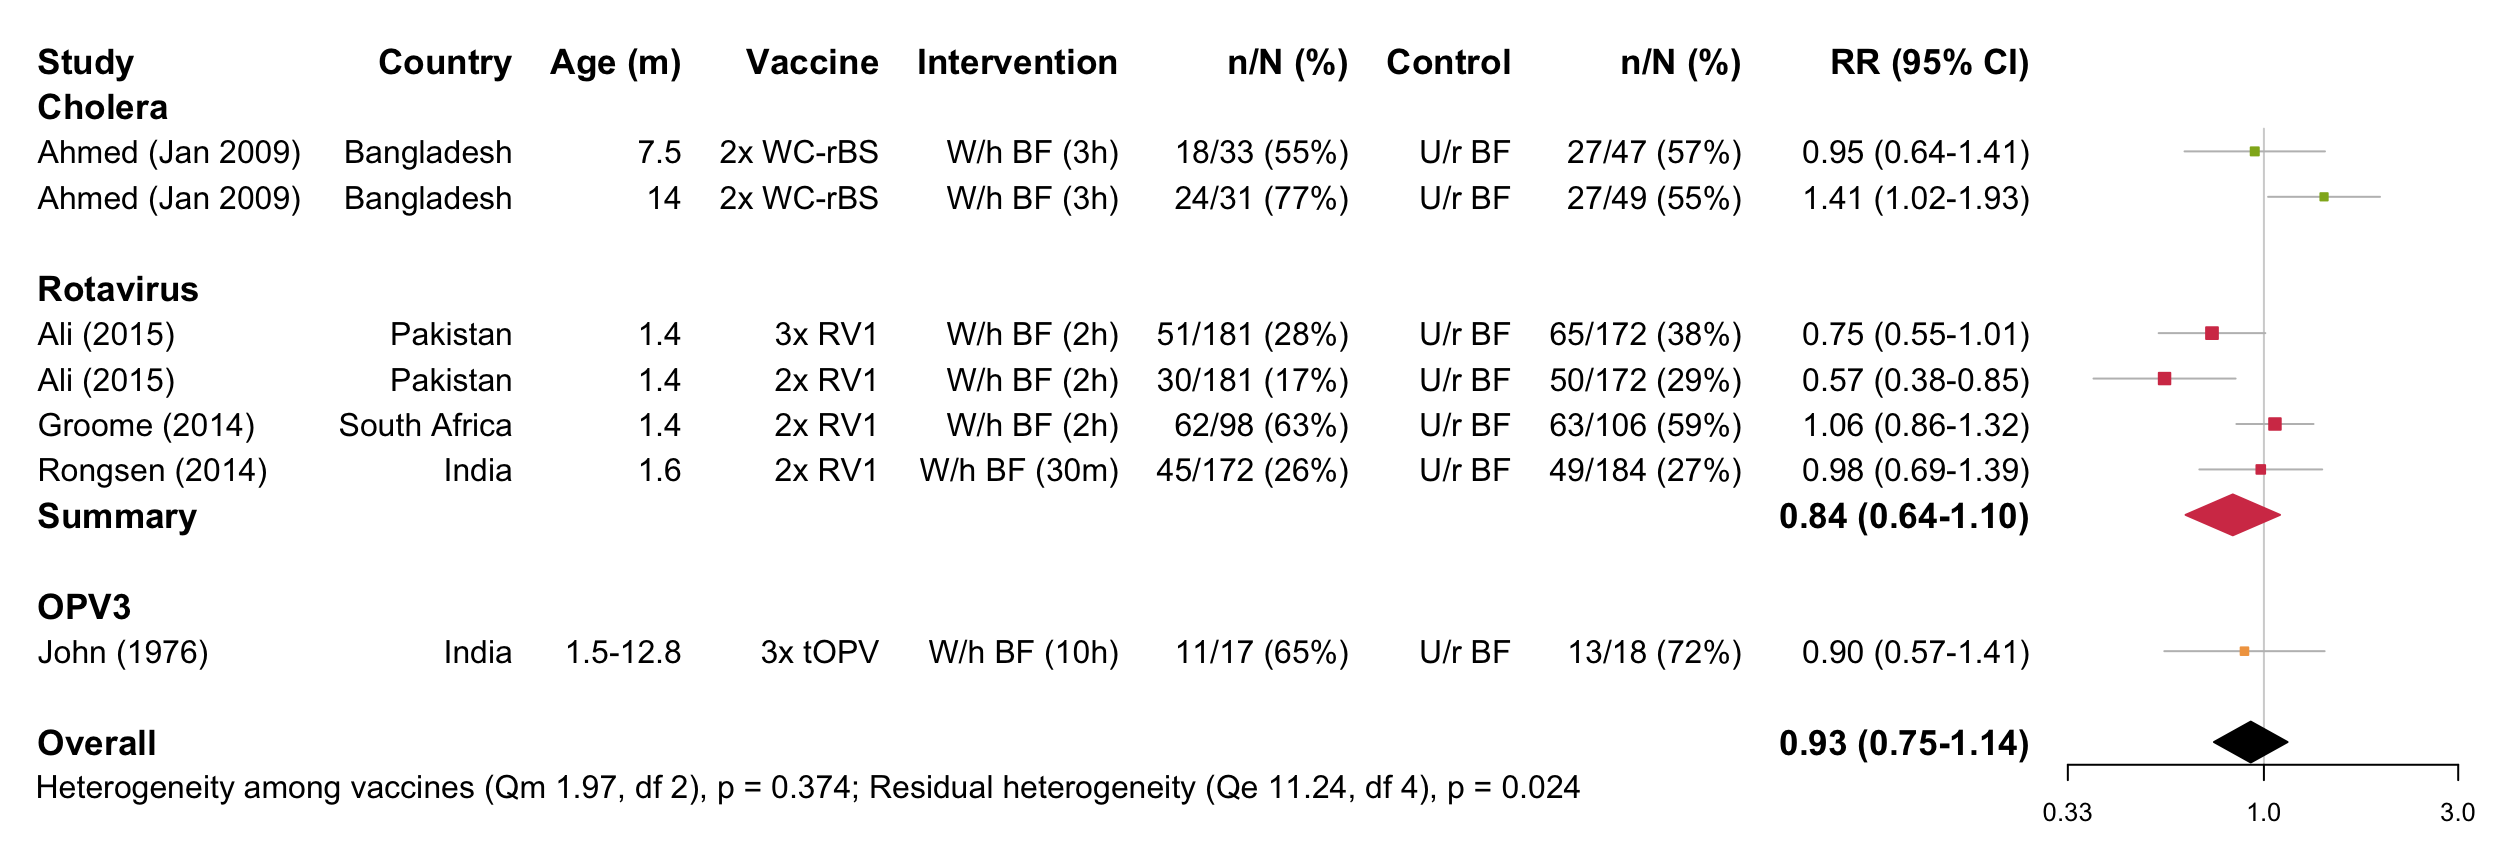 Study Country Age (m) Vaccine Intervention n/N (%) Control n/N (%) RR (95% CI)
Cholera
Ahmed (Jan 2009) Bangladesh 7.5 2x WC-rBS W/h BF (3h) 18/33 (55%) U/r BF 27/47 (57%) 0.95 (0.64-1.41)
Ahmed (Jan 2009) Bangladesh 14 2x WC-rBS W/h BF (3h) 24/31 (77%) U/r BF 27/49 (55%) 1.41 (1.02-1.93)
Rotavirus
Ali (2015) Pakistan 1.4 3x RV1 W/h BF (2h) 51/181 (28%) U/r BF 65/172 (38%) 0.75 (0.55-1.01)
Ali (2015) Pakistan 1.4 2x RV1 W/h BF (2h) 30/181 (17%) U/r BF 50/172 (29%) 0.57 (0.38-0.85)
Groome (2014) South Africa 1.4 2x RV1 W/h BF (2h) 62/98 (63%) U/r BF 63/106 (59%) 1.06 (0.86-1.32)
Rongsen (2014) India 1.6 2x RV1 W/h BF (30m) 45/172 (26%) U/r BF 49/184 (27%) 0.98 (0.69-1.39)
Summary 0.84 (0.64-1.10)
OPV3
John (1976) India 1.5-12.8 3x tOPV W/h BF (10h) 11/17 (65%) U/r BF 13/18 (72%) 0.90 (0.57-1.41)
Overall 0.93 (0.75-1.14)
Heterogeneity among vaccines (Qm 1.97, df 2), p = 0.374; Residual heterogeneity (Qe 11.24, df 4), p = 0.024
0.33 1.0 3.0